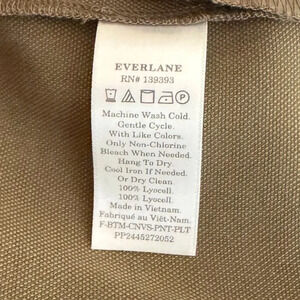 EVERLANE
RN# 139393
P
Machine Wash Cold.
Gentle Cycle.
With Like Colors.
Only Non-Chlorine
Bleach When Needed.
Hang To Dry.
Cool Iron If Needed.
Or Dry Clean
100% Lyocell.
100% Lyocell.
Made in Vietnam.
Fabriqué au Viêt-Nam.
F-BTM-CNVS-PNT-PLT
PP2445272052